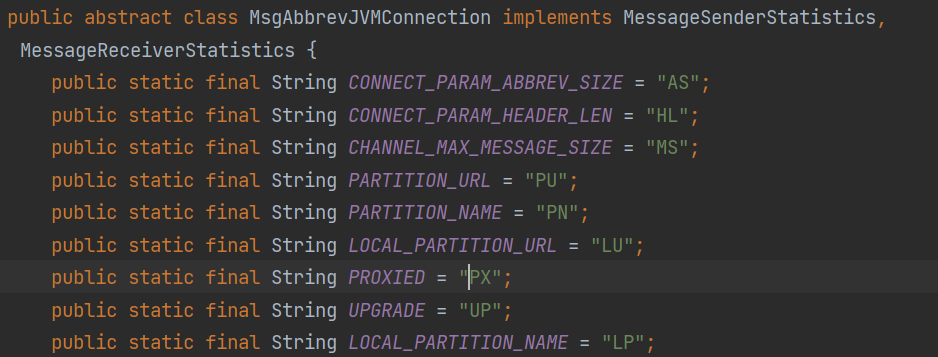 public abstract class MsgAbbrevJVMConnection implements MessageSenderStatistics,
MessageReceiverStatistics {
public static final String CONNECT_PARAM_ABBREV_SIZE = "AS";
public static final String CONNECT_PARAM_HEADER_LEN = "HL";
public static final String CHANNEL_MAX_MESSAGE_SIZE = "MS";
public static final String PARTITION_URL = "PU";
public static final String PARTITION_NAME = "PN";
public static final String LOCAL_PARTITION_URL = "LU";
public static final String PROXIED = "PX";
public static final String UPGRADE = "UP";
public static final String LOCAL_PARTITION_NAME = "LP";